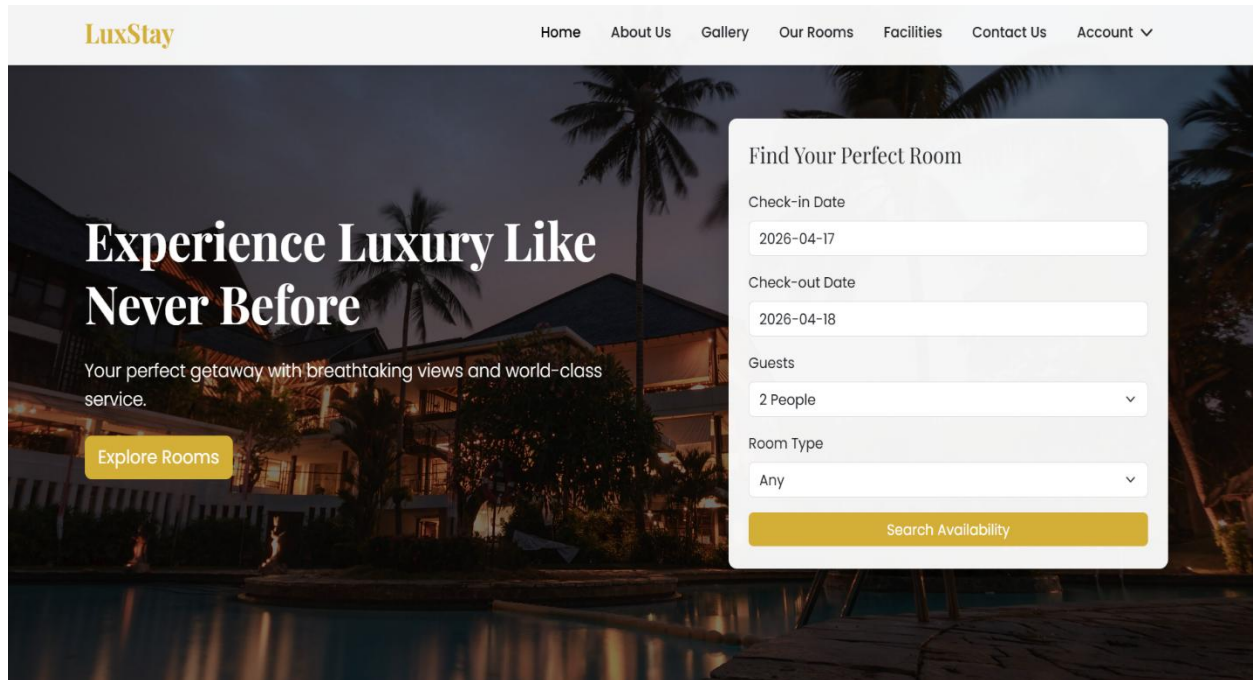 LuxStay
Home About Us Gallery Our Rooms Facilities Contact Us Account
Experience Luxury Like
Never Before
Your perfect getaway with breathtaking views and world-class
service.
Explore Rooms
Find Your Perfect Room
Check-in Date
2026-04-17
Check-out Date
2026-04-18
Guests
2 People
Room Type
Any
Search Availability